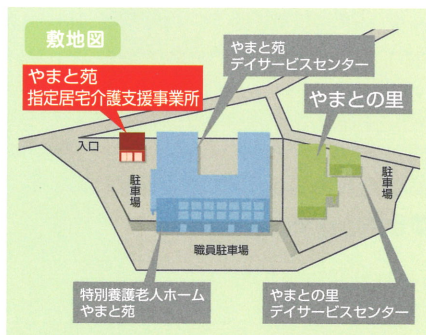 敷地図
やまと苑
デイサービスセンター
やまと苑
指定居宅介護支援事業所
やまとの里
入口
駐車場
駐車場
職員駐車場
特別養護老人ホーム
やまと苑
やまとの里
デイサービスセンター